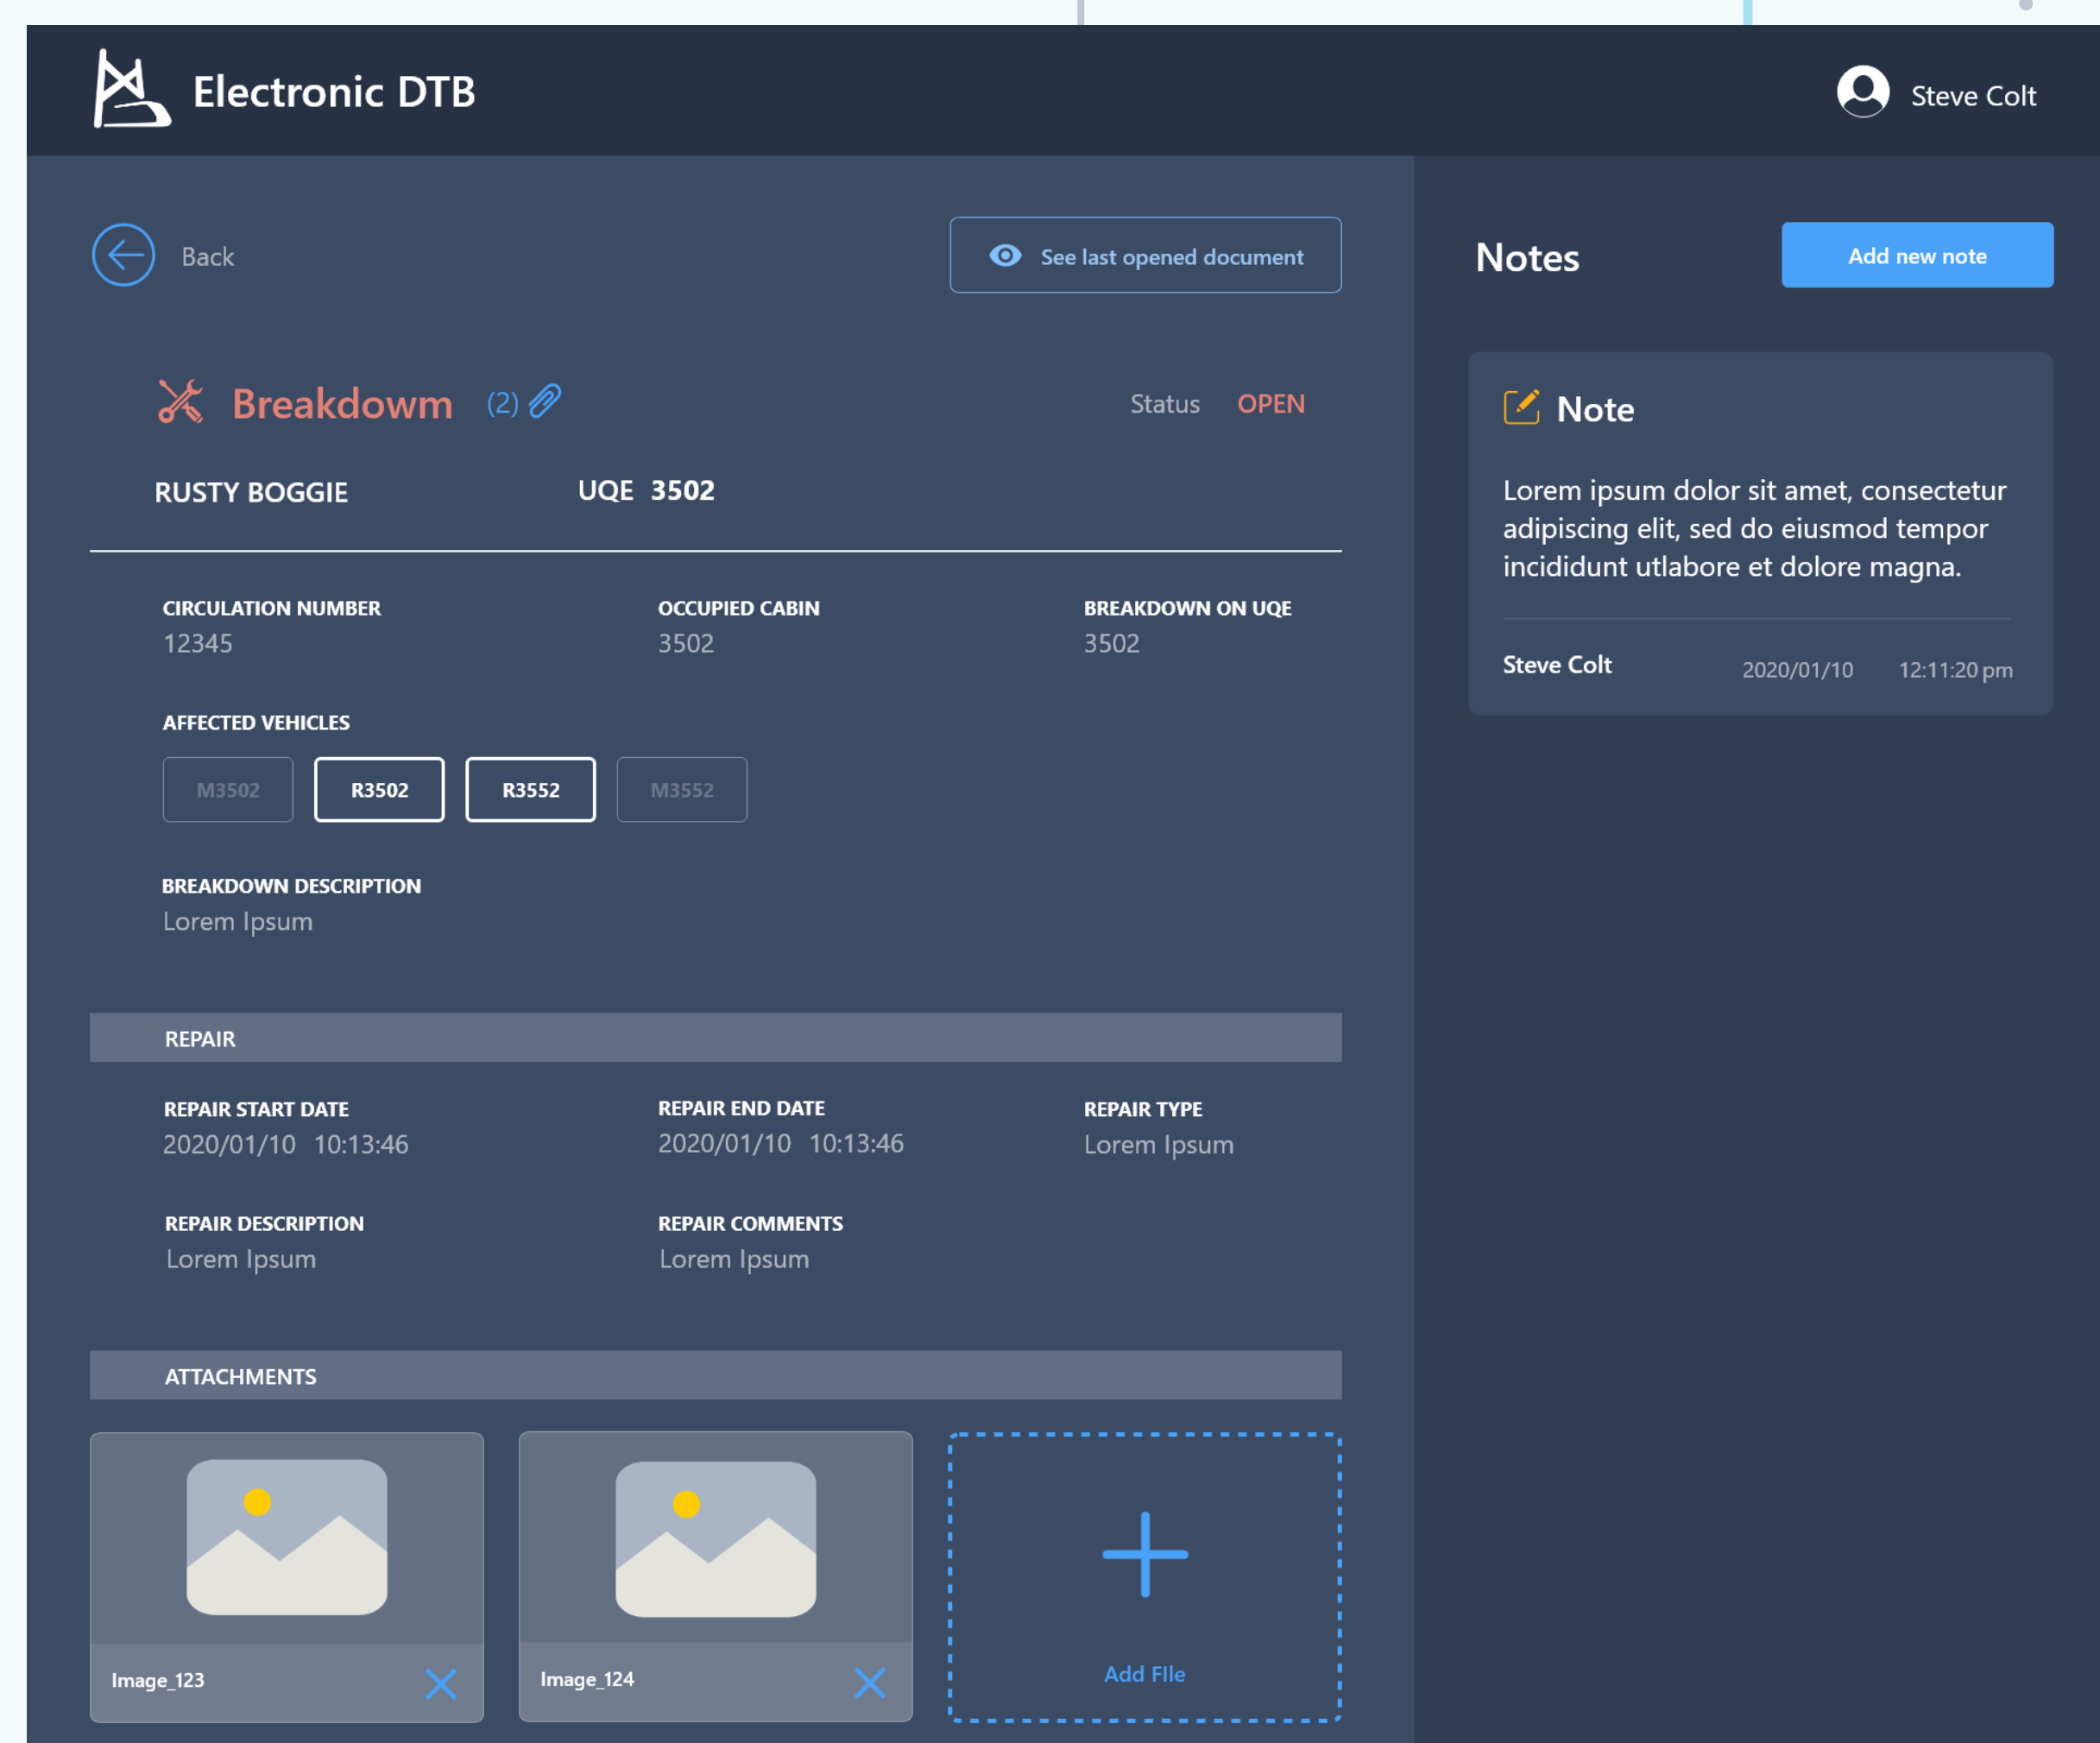 Electronic DTB
Steve Colt
Back
See last opened document
Breakdowm (2)
Status OPEN
RUSTY BOGGIE
UQE 3502
CIRCULATION NUMBER
12345
OCCUPIED CABIN
3502
BREAKDOWN ON UQE
3502
AFFECTED VEHICLES
M3502
R3502
R3552
M3552
BREAKDOWN DESCRIPTION
Lorem Ipsum
REPAIR
REPAIR START DATE
2020/01/10 10:13:46
REPAIR END DATE
2020/01/10 10:13:46
REPAIR TYPE
Lorem Ipsum
REPAIR DESCRIPTION
Lorem Ipsum
REPAIR COMMENTS
Lorem Ipsum
ATTACHMENTS
Image_123
Image_124
Add FIle
Notes
Add new note
Note
Lorem ipsum dolor sit amet, consectetur
adipiscing elit, sed do eiusmod tempor
incididunt utlabore et dolore magna.
Steve Colt
2020/01/10
12:11:20 pm